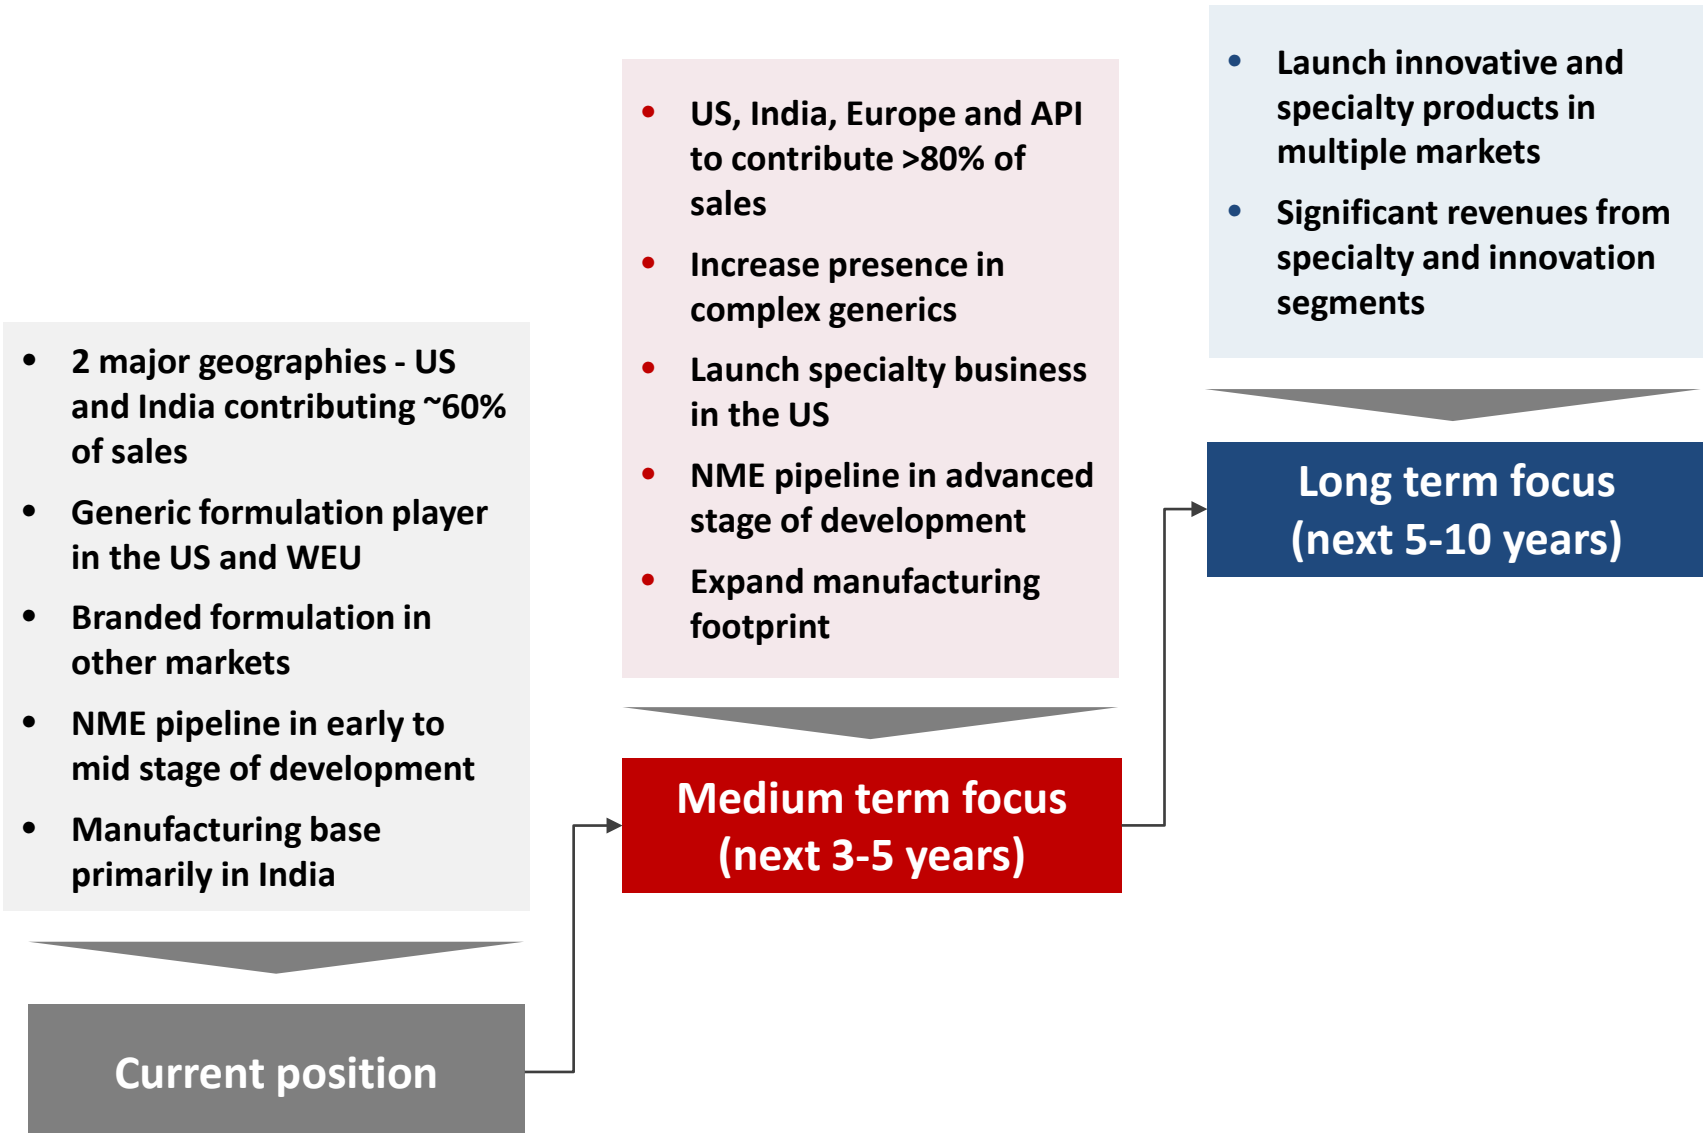 • 2 major geographies - US
and India contributing ~60%
of sales
• Generic formulation player
in the US and WEU
• Branded formulation in
other markets
• NME pipeline in early to
mid stage of development
• Manufacturing base
primarily in India
Current position
• US, India, Europe and API
to contribute >80% of
sales
• Increase presence in
complex generics
• Launch specialty business
in the US
• NME pipeline in advanced
stage of development
• Expand manufacturing
footprint
Medium term focus
(next 3-5 years)
• Launch innovative and
specialty products in
multiple markets
• Significant revenues from
specialty and innovation
segments
Long term focus
(next 5-10 years)